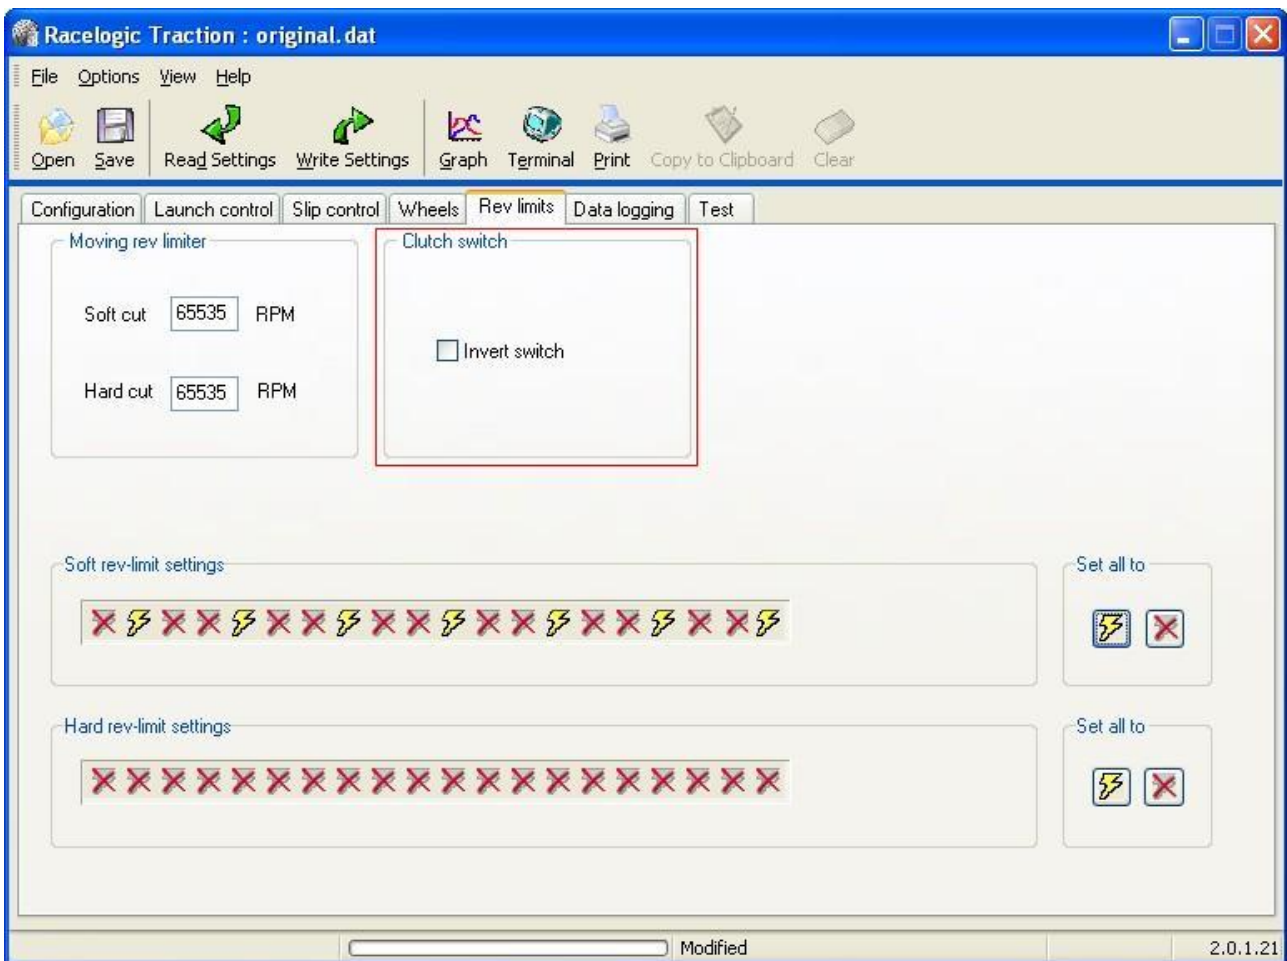 Racelogic Traction : original.dat
File Options View Help
Open Save Read Settings Write Settings Graph Terminal Print Copy to Clipboard Clear
Configuration Launch control Slip control Wheels Rev limits Data logging Test
Moving rev limiter
Soft cut 65535 RPM
Hard cut 65535 RPM
Clutch switch
Invert switch
Soft rev-limit settings
Set all to
Hard rev-limit settings
Set all to
Modified
2.0.1.21